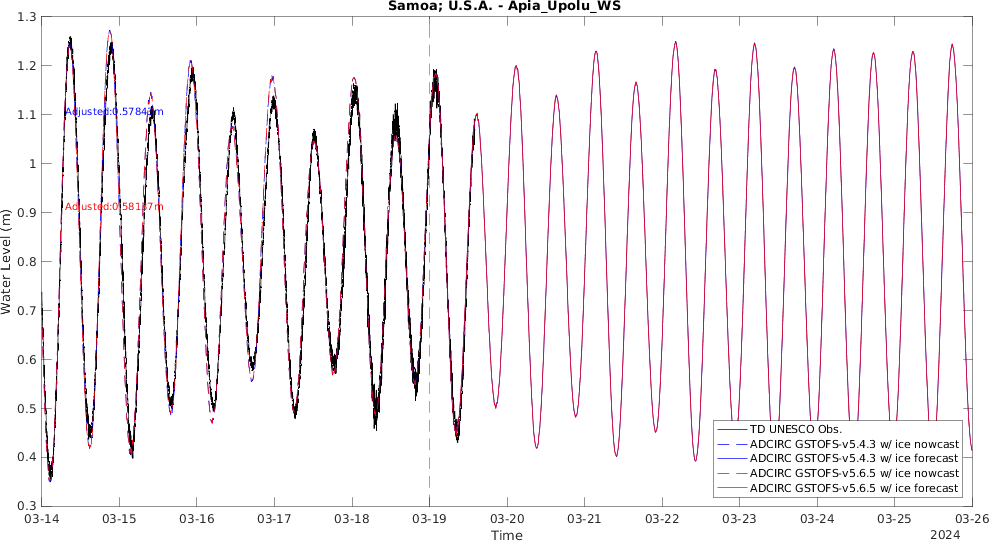 Samoa; U.S.A. - Apia_Upolu_WS
1.3
1.2
1.1
1
0.9
0.8
0.7
0.6
0.5
0.4
0.3
Water Level (m)
Adjusted:0.58137m
TD UNESCO Obs.
ADCIRC GSTOFS-v5.4.3 w/ ice nowcast
ADCIRC GSTOFS-v5.4.3 w/ ice forecast
ADCIRC GSTOFS-v5.6.5 w/ ice nowcast
ADCIRC GSTOFS-v5.6.5 w/ ice forecast
03-14 03-15 03-16 03-17 03-18 03-19 03-20 03-21 03-22 03-23 03-24 03-25 03-26
Time
2024